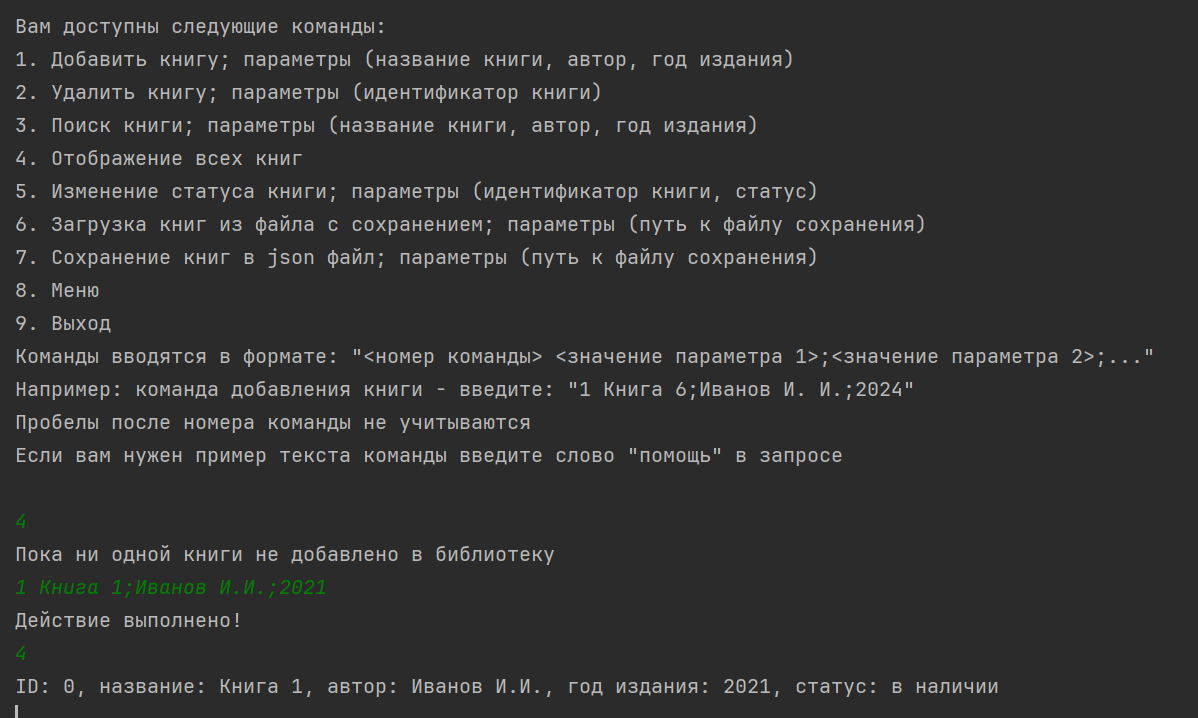 Вам доступны следующие команды:
1. Добавить книгу; параметры (название книги, автор, год издания)
2. Удалить книгу; параметры (идентификатор книги)
3. Поиск книги; параметры (название книги, автор, год издания)
4. Отображение всех книг
5. Изменение статуса книги; параметры (идентификатор книги, статус)
6. Загрузка книг из файла с сохранением; параметры (путь к файлу сохранения)
7. Сохранение книг в json файл; параметры (путь к файлу сохранения)
8. Меню
9. Выход
Команды вводятся в формате: "<номер команды> <значение параметра 1>;<значение параметра 2>;..."
Например: команда добавления книги - введите: "1 Книга 6;Иванов И. И.;2024"
Пробелы после номера команды не учитываются
Если вам нужен пример текста команды введите слово "помощь" в запросе
4
Пока ни одной книги не добавлено в библиотеку
1 Книга 1;Иванов И.И.;2021
Действие выполнено!
4
ID: 0, название: Книга 1, автор: Иванов И.И., год издания: 2021, статус: в наличии